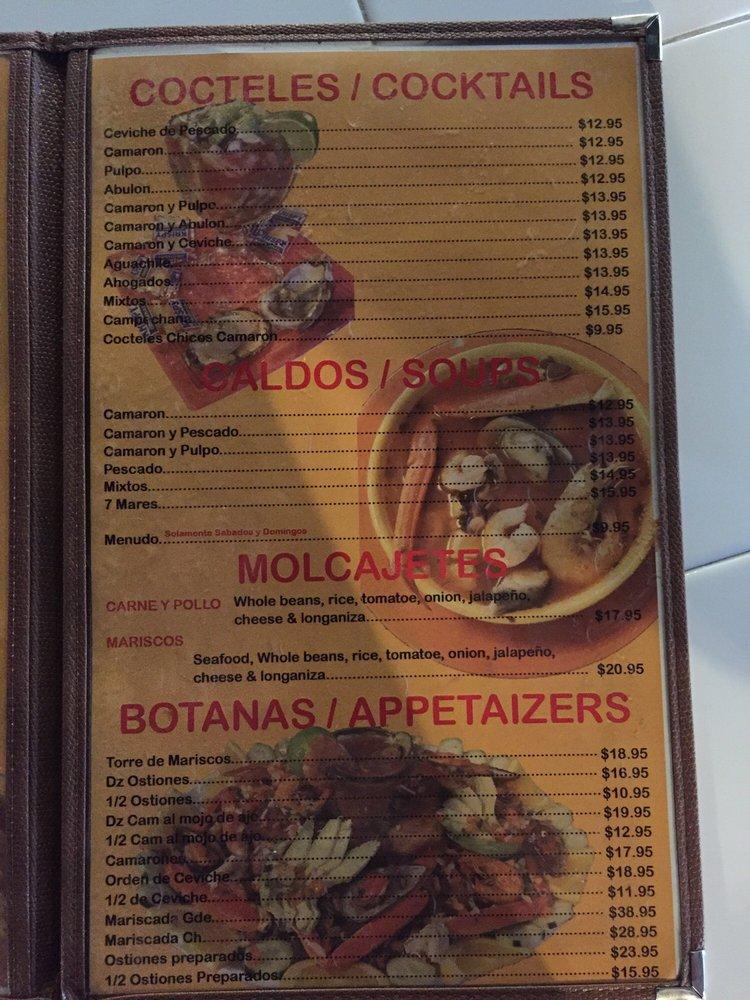 COCTELES / COCKTAILS
Ceviche de Pescado $12.95
Camaron $12.95
Pulpo $12.95
Abulon $12.95
Camaron y Pulpo $13.95
Camaron y Abulon $13.95
Camaron y Ceviche $13.95
Aguachile $13.95
Ahogados $13.95
Mixtos $14.95
Campechana $15.95
Cocteles Chicos Camaron $9.95
CALDOS / SOUPS
Camaron $12.95
Camaron y Pescado $13.95
Camaron y Pulpo $13.95
Pescado $13.95
Mixtos $14.95
7 Mares $15.95
Menudo Solamente Sabados y Domingos $9.95
MOLCAJETES
CARNE Y POLLO Whole beans, rice, tomatoe, onion, jalapeño,
cheese & longaniza $17.95
MARISCOS
Seafood, Whole beans, rice, tomatoe, onion, jalapeño,
cheese & longaniza $20.95
BOTANAS / APPETAIZERS
Torre de Mariscos $18.95
Dz Ostiones $16.95
1/2 Ostiones $10.95
Dz Cam al mojo de ajo $19.95
1/2 Cam al mojo de ajo $12.95
Camarones $17.95
Orden de Ceviche $18.95
1/2 de Ceviche $11.95
Mariscada Gde $38.95
Mariscada Ch $28.95
Ostiones preparados $23.95
1/2 Ostiones Preparados $15.95